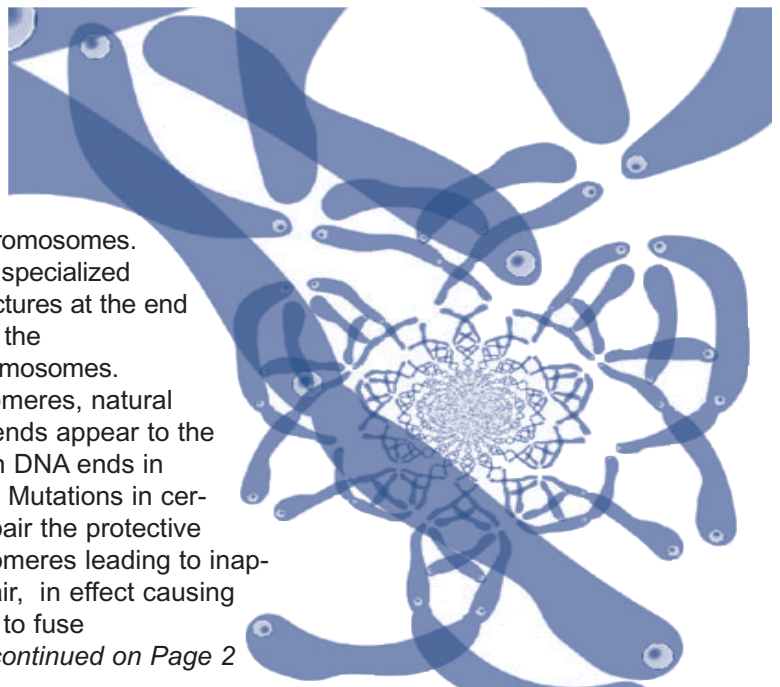 romosomes.
specialized
ctures at the end
the
mosomes.
omeres, natural
ends appear to the
n DNA ends in
Mutations in cer-
pair the protective
omeres leading to inap-
air, in effect causing
to fuse
continued on Page 2